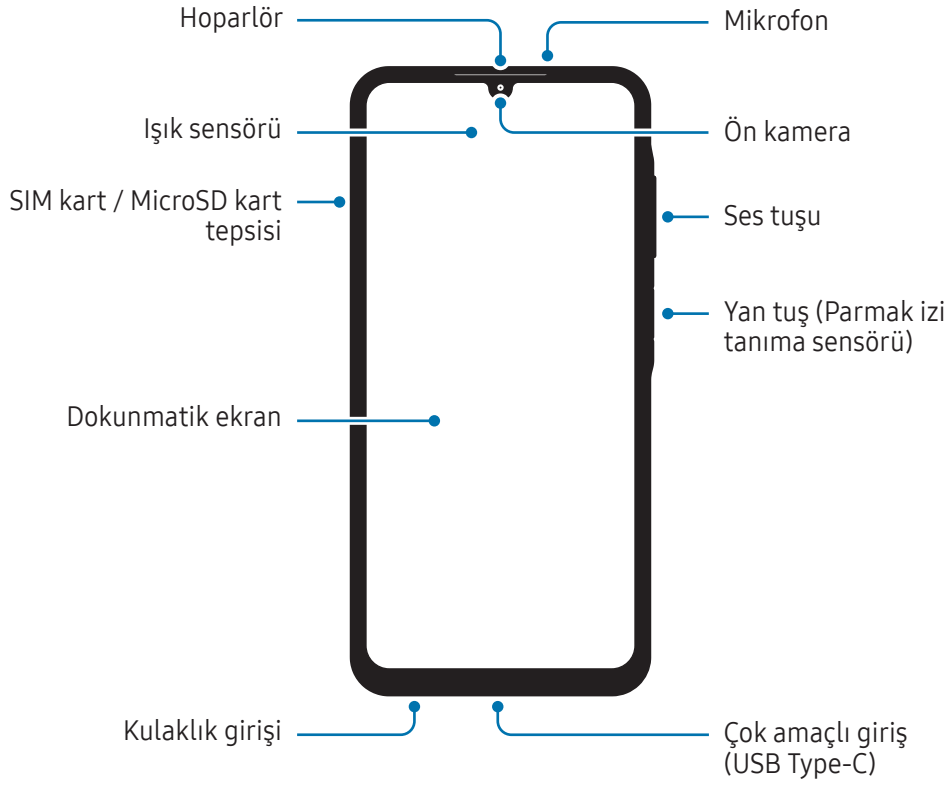 Hoparlör
Mikrofon
Işık sensörü
Ön kamera
SIM kart / MicroSD kart
tepsisi
Ses tuşu
Yan tuş (Parmak izi
tanıma sensörü)
Dokunmatik ekran
Kulaklık girişi
Çok amaçlı giriş
(USB Type-C)